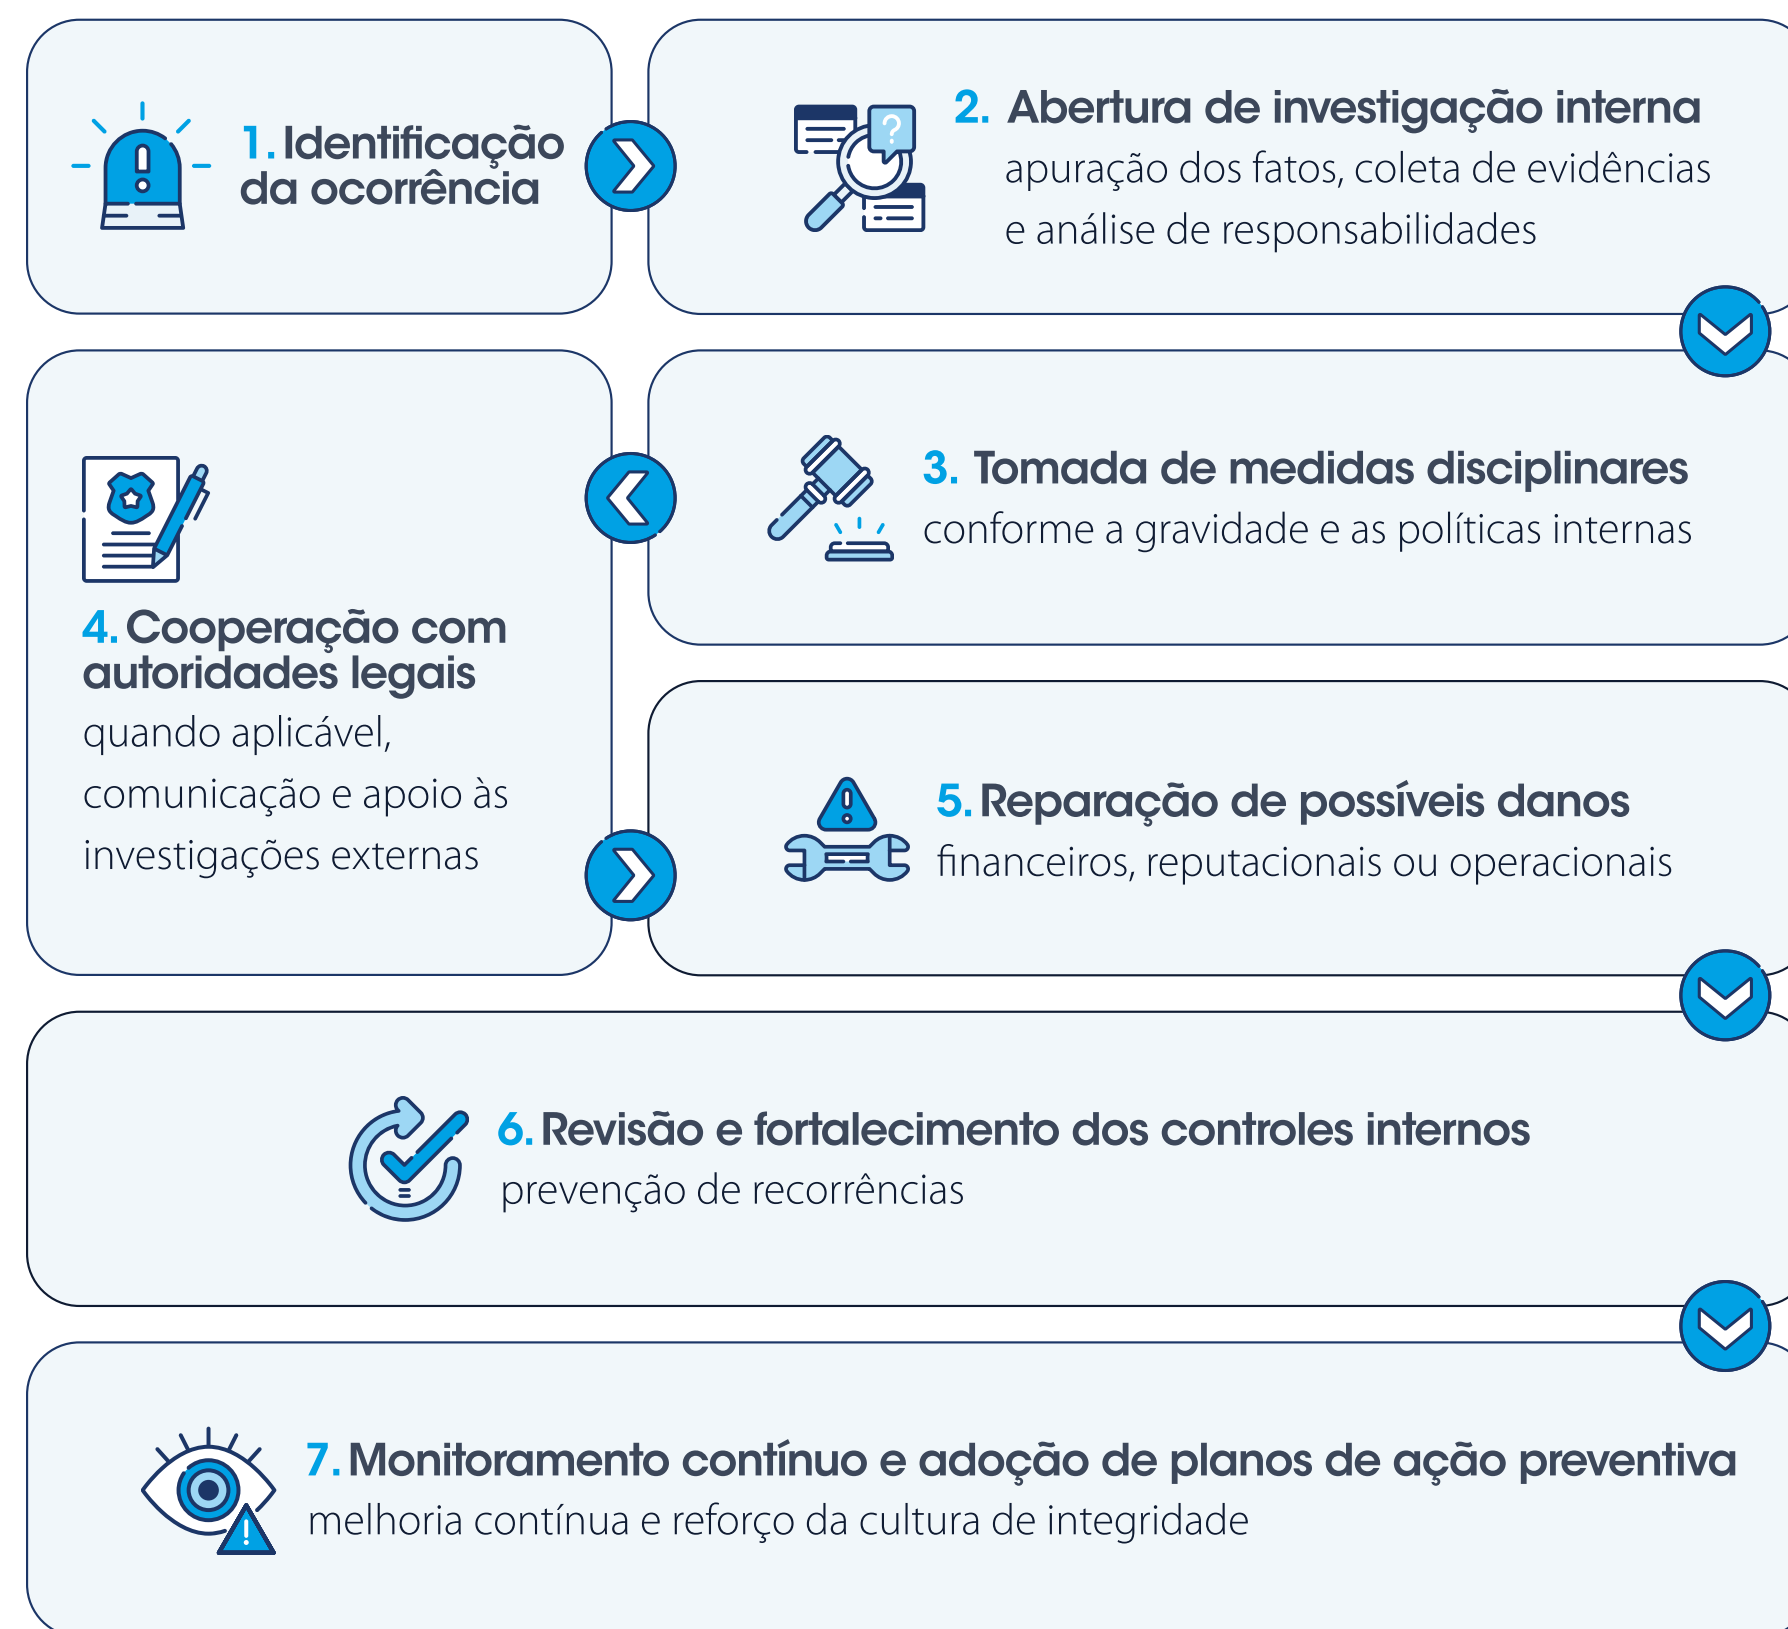 1. Identificação
da ocorrência
2. Abertura de investigação interna
apuração dos fatos, coleta de evidências
e análise de responsabilidades
3. Tomada de medidas disciplinares
conforme a gravidade e as políticas internas
4. Cooperação com
autoridades legais
quando aplicável,
comunicação e apoio às
investigações externas
5. Reparação de possíveis danos
financeiros, reputacionais ou operacionais
6. Revisão e fortalecimento dos controles internos
prevenção de recorrências
7. Monitoramento contínuo e adoção de planos de ação preventiva
melhoria contínua e reforço da cultura de integridade